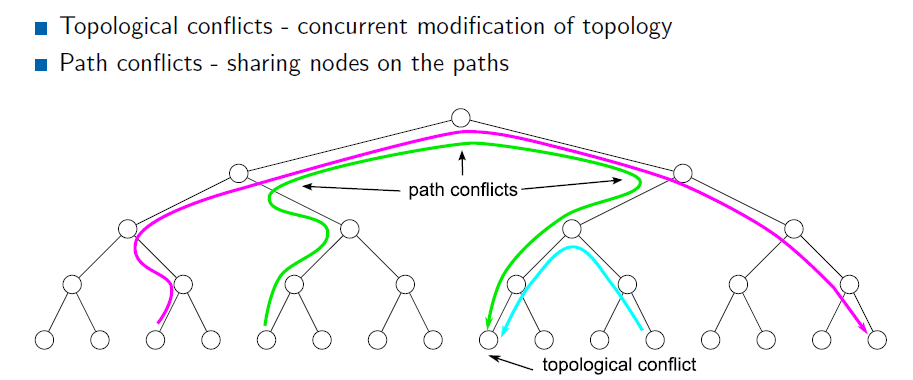 Topological conflicts - concurrent modification of topology
Path conflicts - sharing nodes on the paths
path conflicts
topological conflict